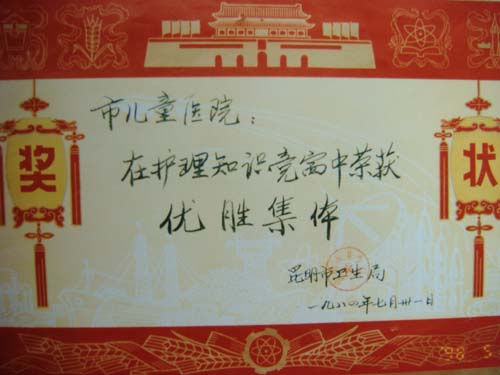 奖
状
市儿童医院：
在护理知识竞赛中荣获
优胜集体
昆明市卫生局
一九八四年七月卅一日